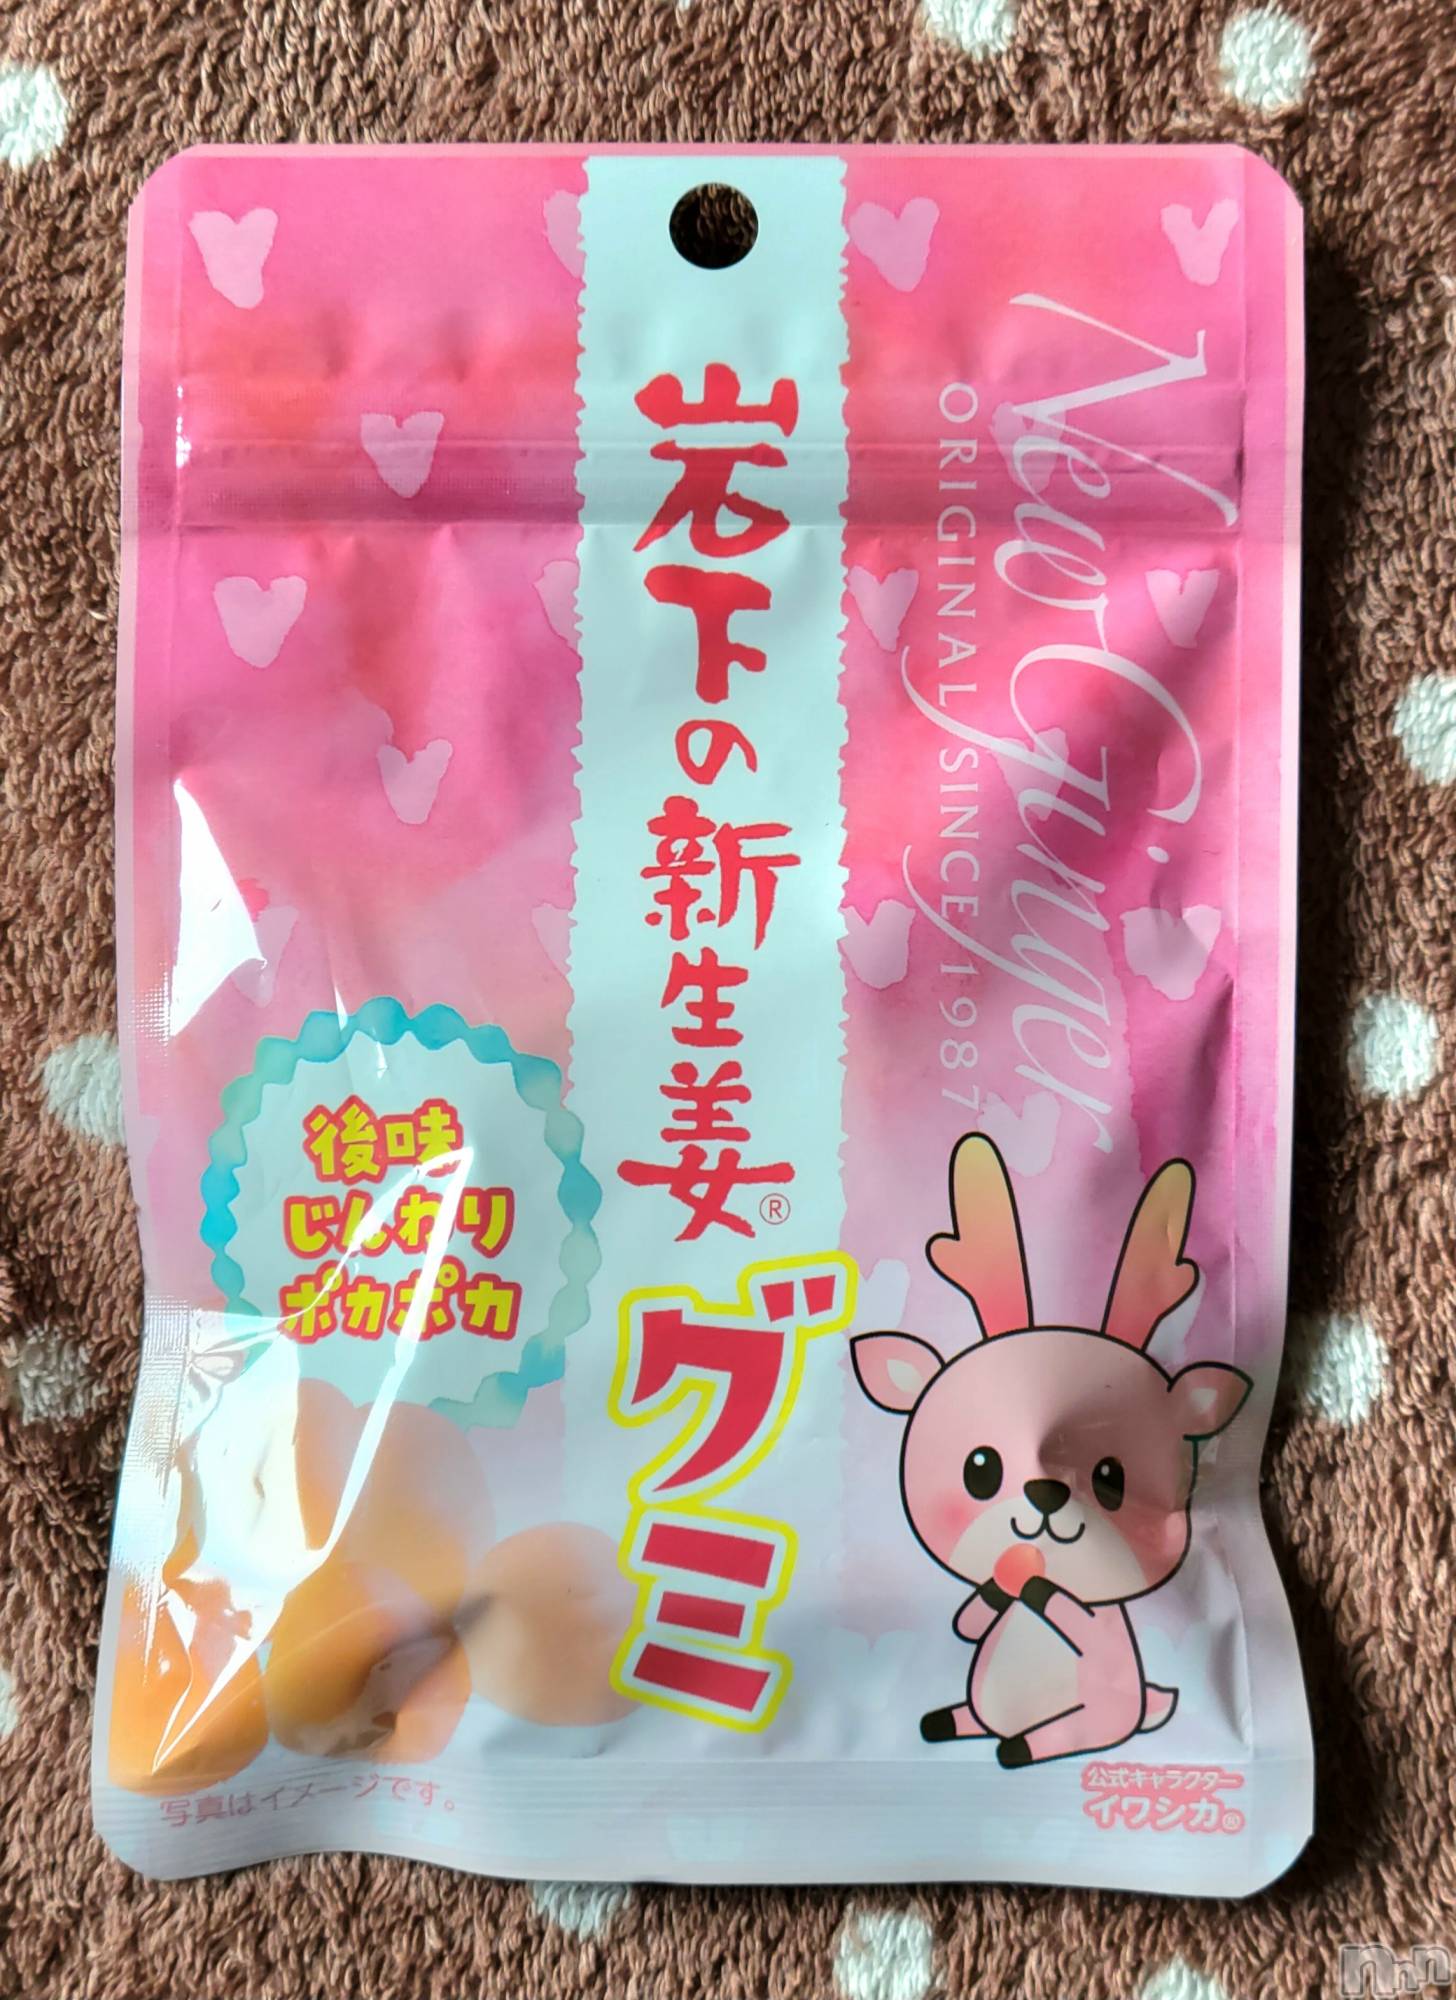 岩下の新生姜®
グミ
New Ginger
ORIGINAL SINCE 1987
後味
じんわり
ポカポカ
写真はイメージです。
公式キャラクター
イワシカ®
nnn